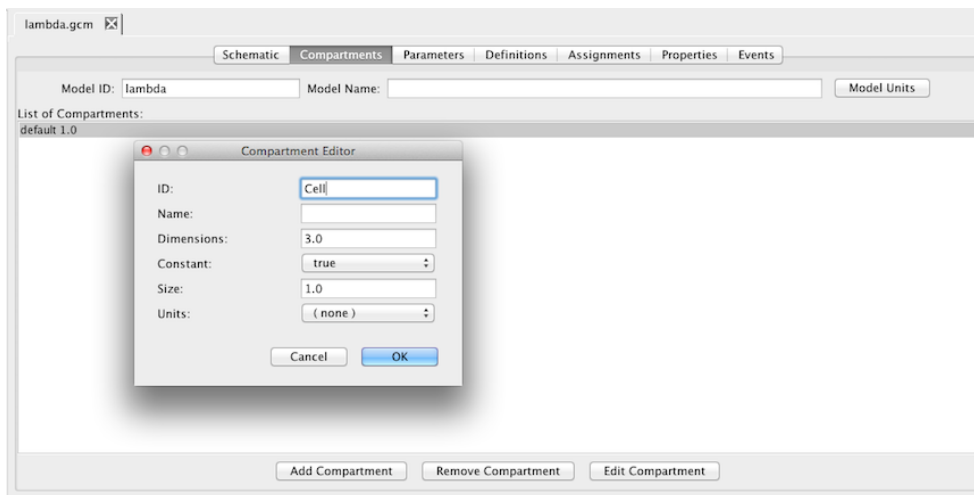 lambda.gcm
Schematic Compartments Parameters Definitions Assignments Properties Events
Model ID: lambda Model Name: Model Units
List of Compartments:
default 1.0
Compartment Editor
ID: Cell
Name:
Dimensions: 3.0
Constant: true
Size: 1.0
Units: ( none )
Cancel OK
Add Compartment Remove Compartment Edit Compartment